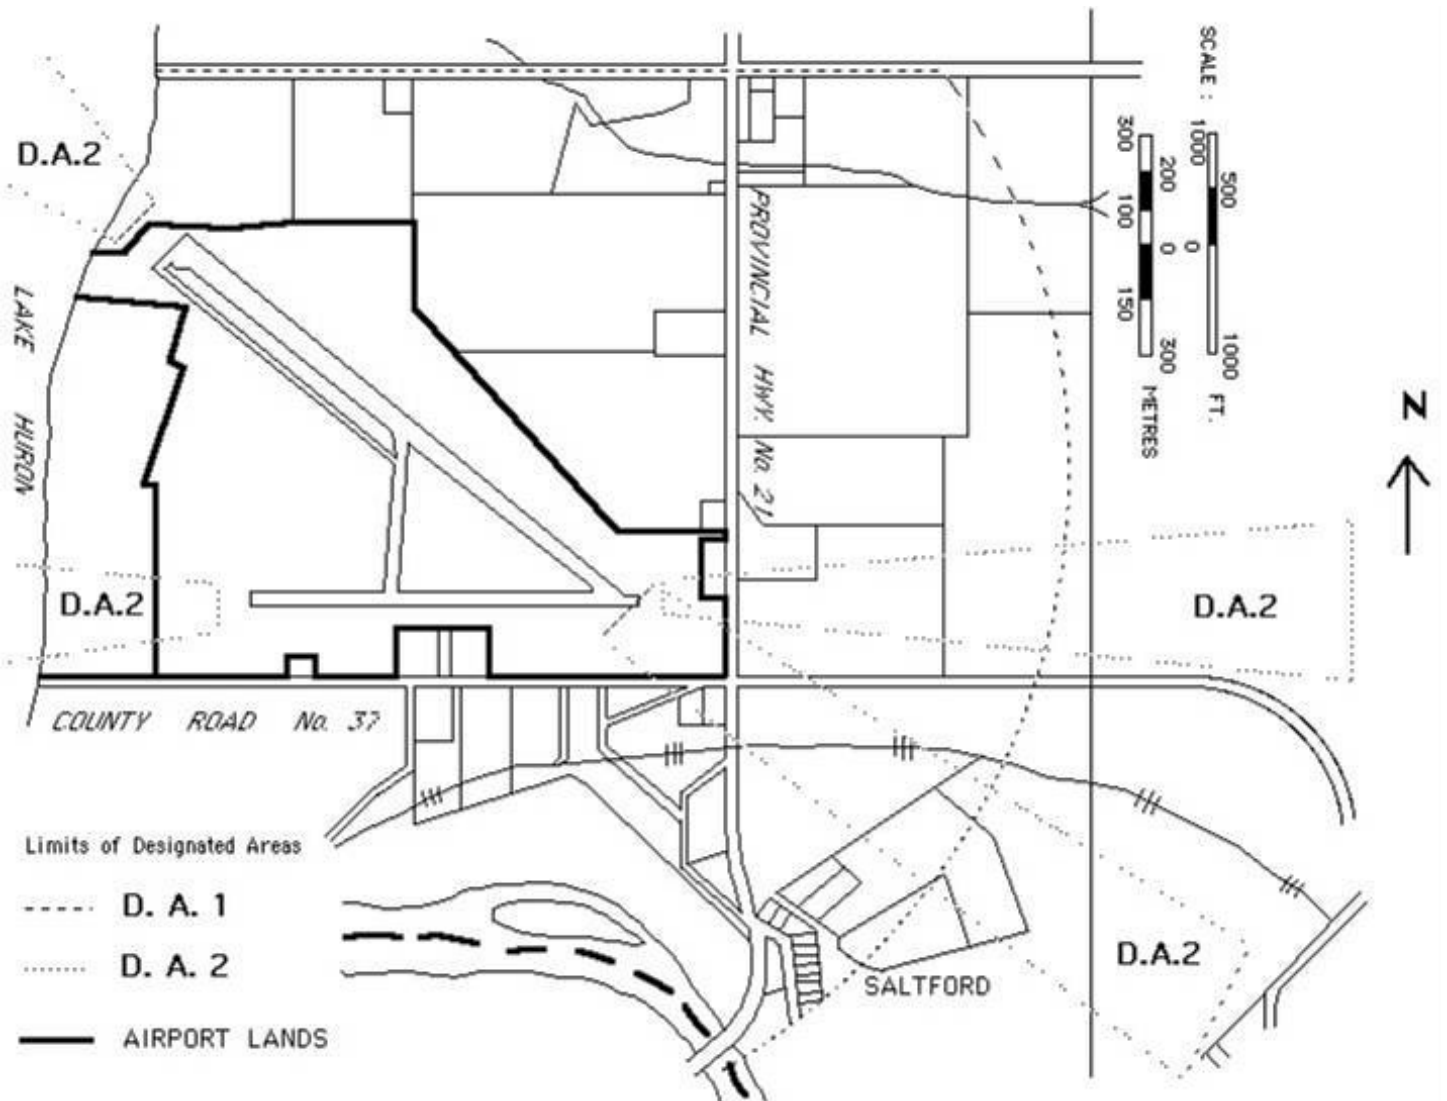 D.A.2
SCALE :
1000 500 0 1000 FT.
300 200 100 0 150 300 METRES
PROVINCIAL HWY. No. 21
LAKE HURON
N
D.A.2
D.A.2
COUNTY ROAD No. 37
Limits of Designated Areas
D. A. 1
D. A. 2
AIRPORT LANDS
SALTFORD
D.A.2